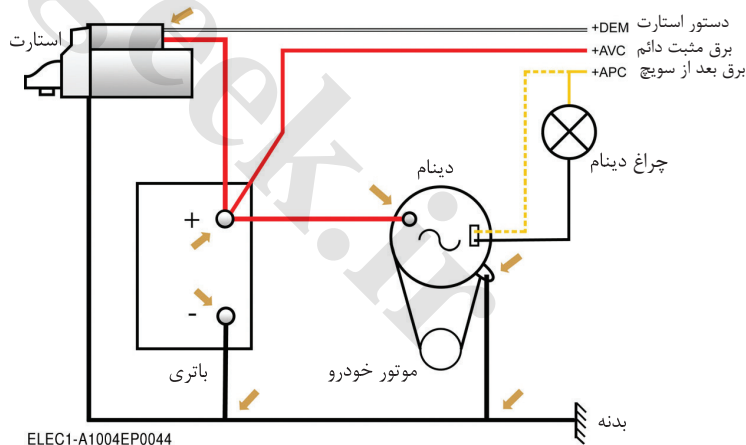 +DEM دستور استارت
+AVC برق مثبت دائم
+APC برق بعد از سویچ
استارت
چراغ دینام
دینام
+
-
باتری
موتور خودرو
بدنه
ELEC1-A1004EP0044